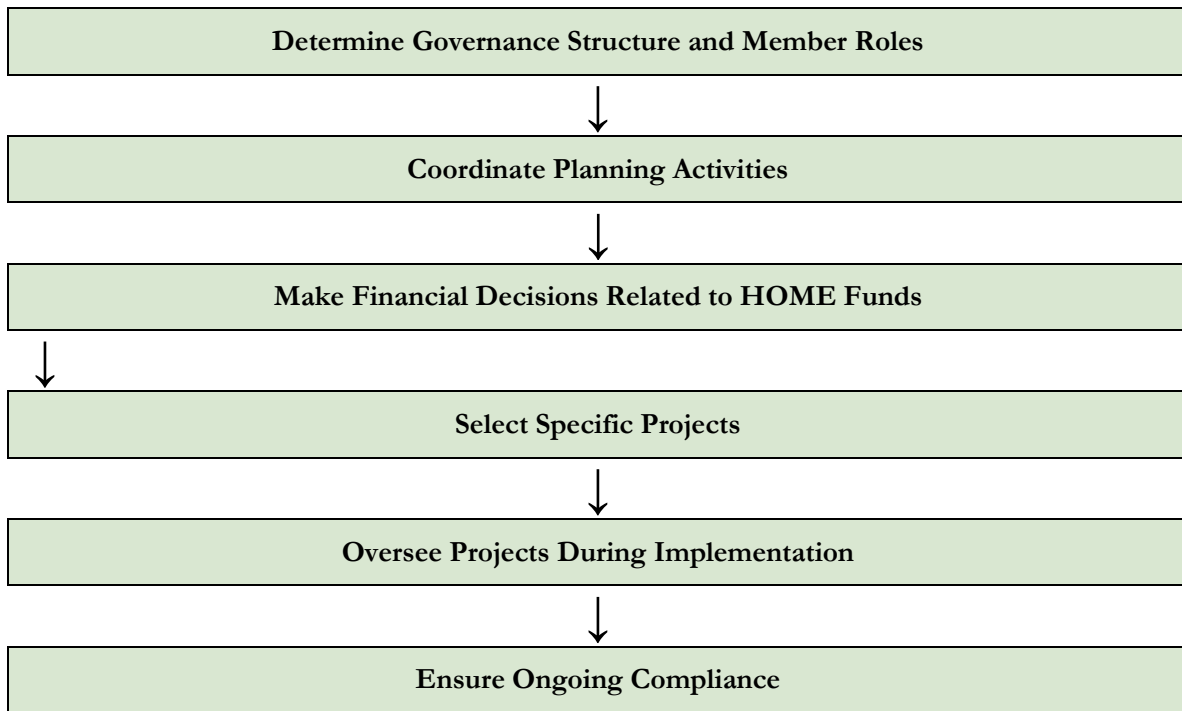 Determine Governance Structure and Member Roles
↓
Coordinate Planning Activities
↓
Make Financial Decisions Related to HOME Funds
↓
Select Specific Projects
↓
Oversee Projects During Implementation
↓
Ensure Ongoing Compliance